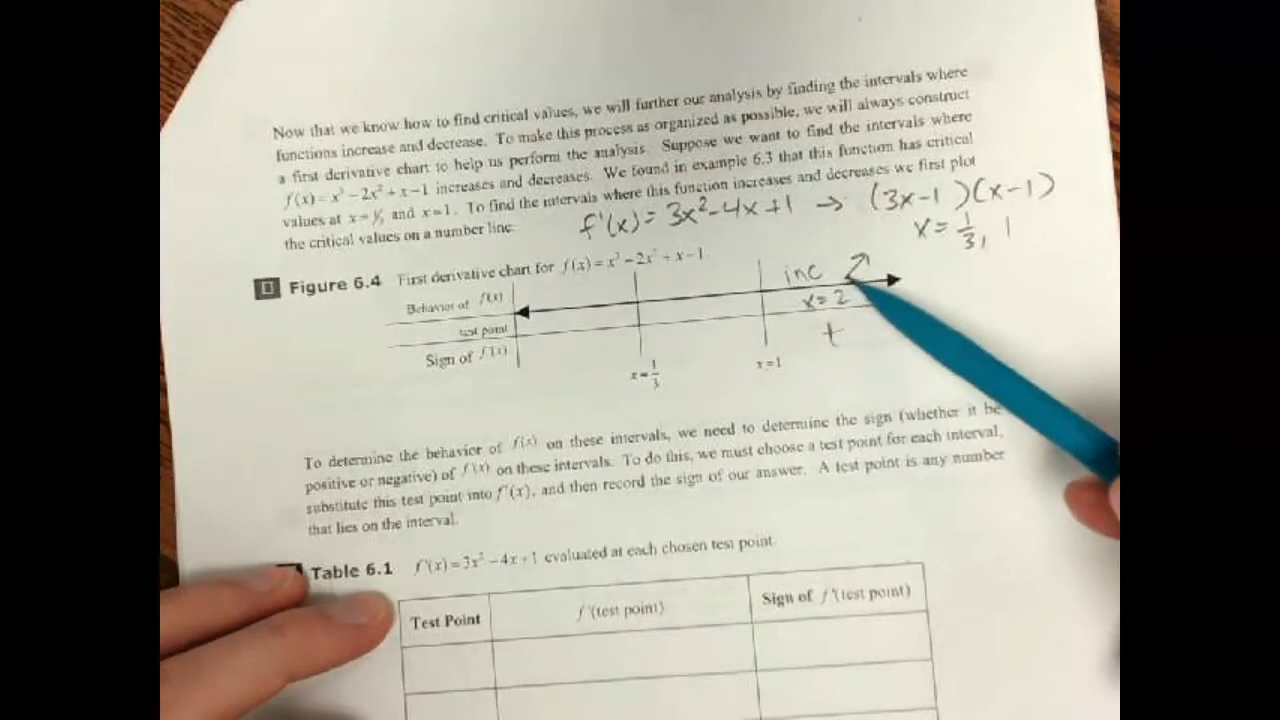 Now that we know how to find critical values, we will further our analysis by finding the intervals where
functions increase and decrease. To make this process as organized as possible, we will always construct
a first derivative chart to help us perform the analysis. Suppose we want to find the intervals where
f(x) = x³ − 2x² + x − 1 increases and decreases. We found in example 6.3 that this function has critical
values at x = ⅓ and x = 1. To find the intervals where this function increases and decreases we first plot
the critical values on a number line.
f'(x) = 3x² − 4x + 1 → (3x − 1)(x − 1)
x = 1/3, 1
Figure 6.4 First derivative chart for f(x) = x³ − 2x² + x − 1
Behavior of f(x)
inc ↗
test point
x = 2
Sign of f'(x)
+
x = 1/3
x = 1
To determine the behavior of f(x) on these intervals, we need to determine the sign (whether it be
positive or negative) of f'(x) on these intervals. To do this, we must choose a test point for each interval,
substitute this test point into f'(x), and then record the sign of our answer. A test point is any number
that lies on the interval.
Table 6.1 f'(x) = 3x² − 4x + 1 evaluated at each chosen test point.
Test Point
f'(test point)
Sign of f'(test point)